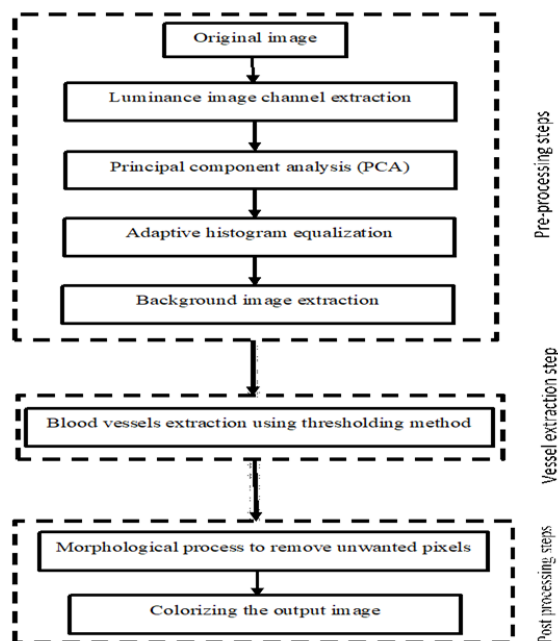 Original image
Luminance image channel extraction
Principal component analysis (PCA)
Adaptive histogram equalization
Background image extraction
Pre-processing steps
Blood vessels extraction using thresholding method
Vessel extraction step
Morphological process to remove unwanted pixels
Colorizing the output image
Post processing steps